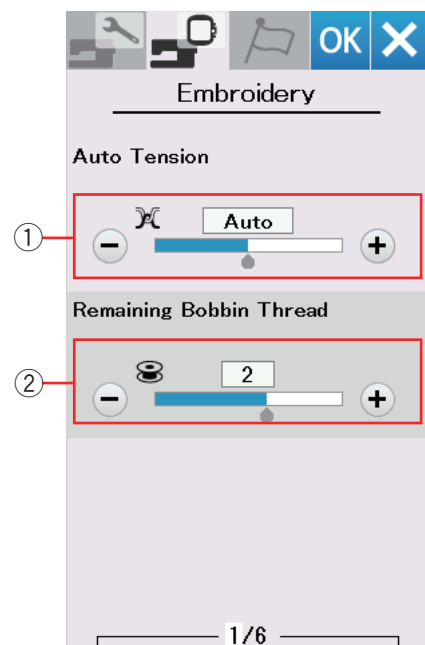 OK
Embroidery
Auto Tension
① Auto
Remaining Bobbin Thread
② 2
1/6